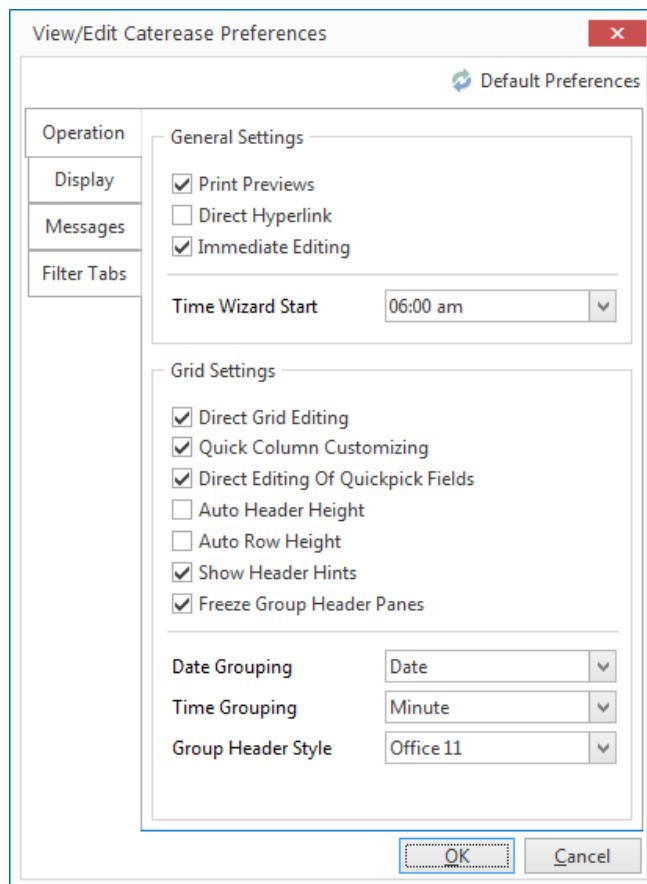 View/Edit Caterease Preferences
Default Preferences
Operation
Display
Messages
Filter Tabs
General Settings
Print Previews
Direct Hyperlink
Immediate Editing
Time Wizard Start 06:00 am
Grid Settings
Direct Grid Editing
Quick Column Customizing
Direct Editing Of Quickpick Fields
Auto Header Height
Auto Row Height
Show Header Hints
Freeze Group Header Panes
Date Grouping Date
Time Grouping Minute
Group Header Style Office 11
OK Cancel